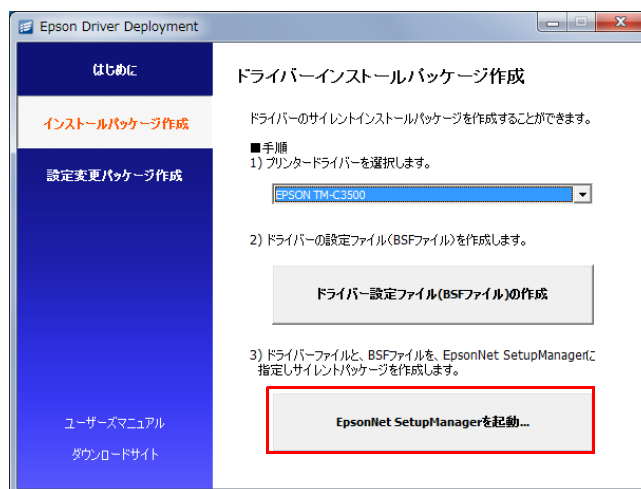 Epson Driver Deployment
はじめに
インストールパッケージ作成
設定変更パッケージ作成
ユーザーズマニュアル
ダウンロードサイト
ドライバーインストールパッケージ作成
ドライバーのサイレントインストールパッケージを作成することができます。
■手順
1) プリンタードライバーを選択します。
EPSON TM-C3500
2) ドライバーの設定ファイル(BSFファイル)を作成します。
ドライバー設定ファイル(BSFファイル)の作成
3) ドライバーファイルと、BSFファイルを、EpsonNet SetupManagerに
指定しサイレントパッケージを作成します。
EpsonNet SetupManagerを起動...